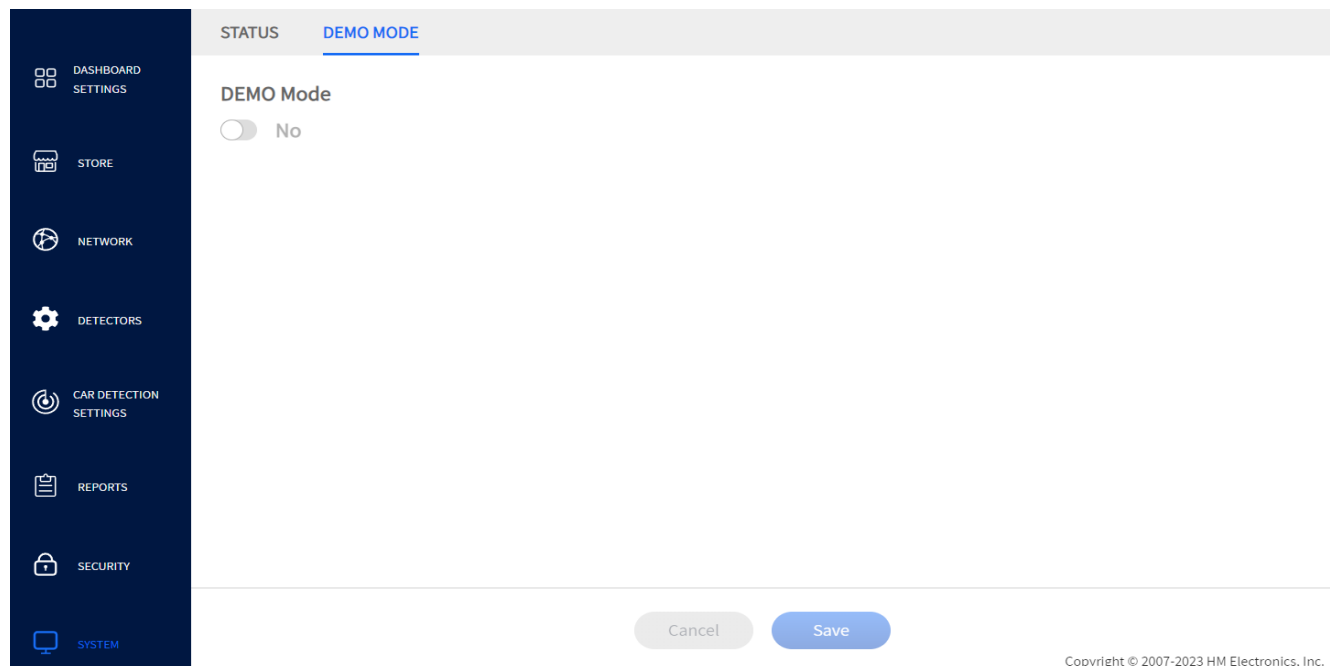 STATUS
DEMO MODE
DASHBOARD
SETTINGS
STORE
NETWORK
DETECTORS
CAR DETECTION
SETTINGS
REPORTS
SECURITY
SYSTEM
DEMO Mode
No
Cancel
Save
Copyright © 2007-2023 HM Electronics, Inc.